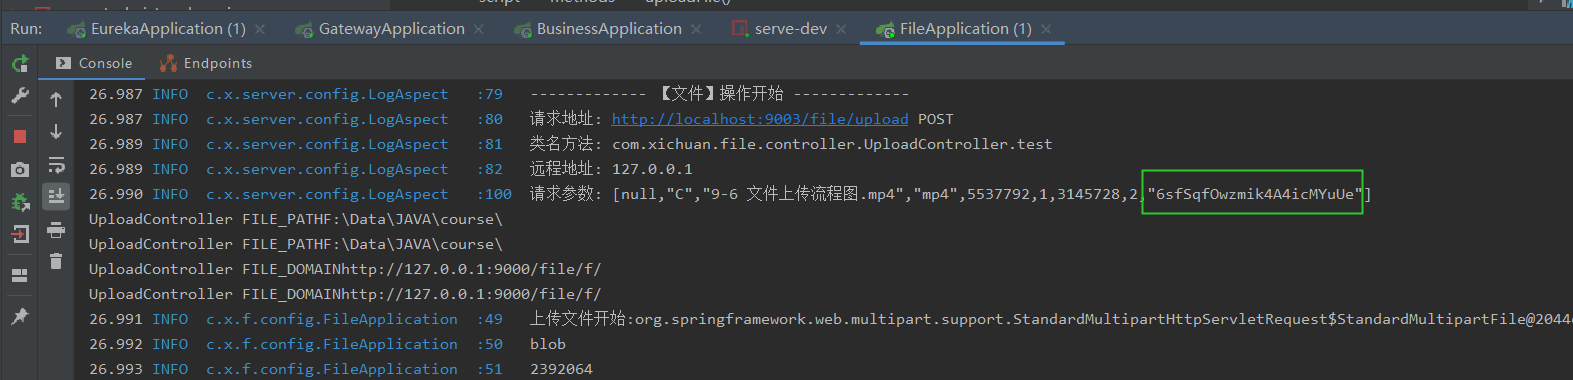 Run: EurekaApplication (1) GatewayApplication BusinessApplication serve-dev FileApplication (1)
Console Endpoints
26.987 INFO c.x.server.config.LogAspect :79 ------------- 【文件】操作开始 -------------
26.987 INFO c.x.server.config.LogAspect :80 请求地址: http://localhost:9003/file/upload POST
26.989 INFO c.x.server.config.LogAspect :81 类名方法: com.xichuan.file.controller.UploadController.test
26.989 INFO c.x.server.config.LogAspect :82 远程地址: 127.0.0.1
26.990 INFO c.x.server.config.LogAspect :100 请求参数: [null,"C","9-6 文件上传流程图.mp4","mp4",5537792,1,3145728,2,"6sfSqfOwzmik4A4icMYuUe"]
UploadController FILE_PATHF:\Data\JAVA\course\
UploadController FILE_PATHF:\Data\JAVA\course\
UploadController FILE_DOMAINhttp://127.0.0.1:9000/file/f/
UploadController FILE_DOMAINhttp://127.0.0.1:9000/file/f/
26.991 INFO c.x.f.config.FileApplication :49 上传文件开始:org.springframework.web.multipart.support.StandardMultipartHttpServletRequest$StandardMultipartFile@2044
26.992 INFO c.x.f.config.FileApplication :50 blob
26.993 INFO c.x.f.config.FileApplication :51 2392064